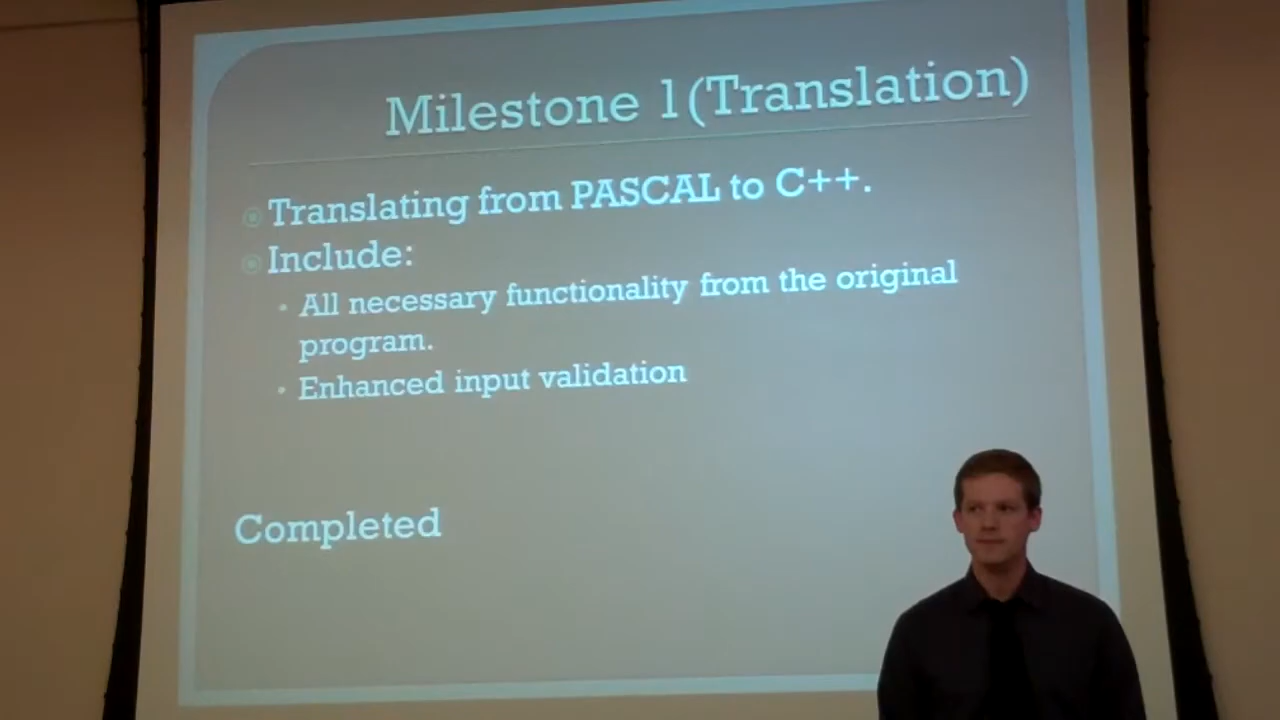 Milestone 1(Translation)
Translating from PASCAL to C++.
Include:
All necessary functionality from the original
program.
Enhanced input validation
Completed